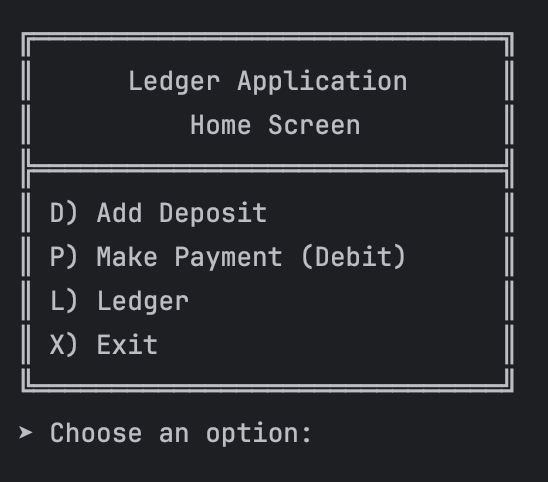 Ledger Application
Home Screen
D) Add Deposit
P) Make Payment (Debit)
L) Ledger
X) Exit
➤ Choose an option: